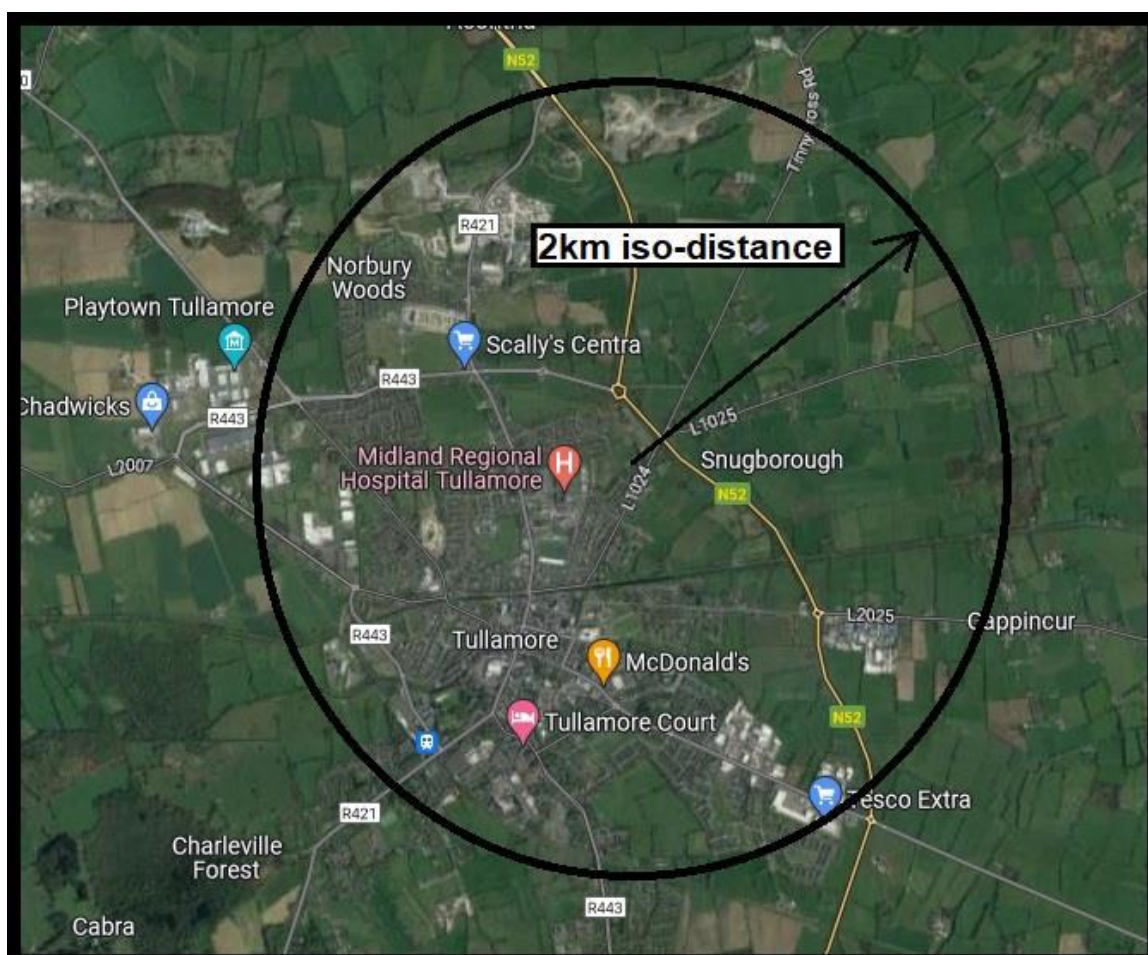 N52
Tinny
oss Rd
R421
2km iso-distance
Norbury
Woods
Playtown Tullamore
Scally's Centra
R443
Chadwicks
R443
L1025
L2007
Midland Regional
Hospital Tullamore
Snugborough
L1024
N52
L2025
Cappincur
R443
Tullamore
McDonald's
N52
Tullamore Court
Tesco Extra
R421
Charleville
Forest
R443
Cabra